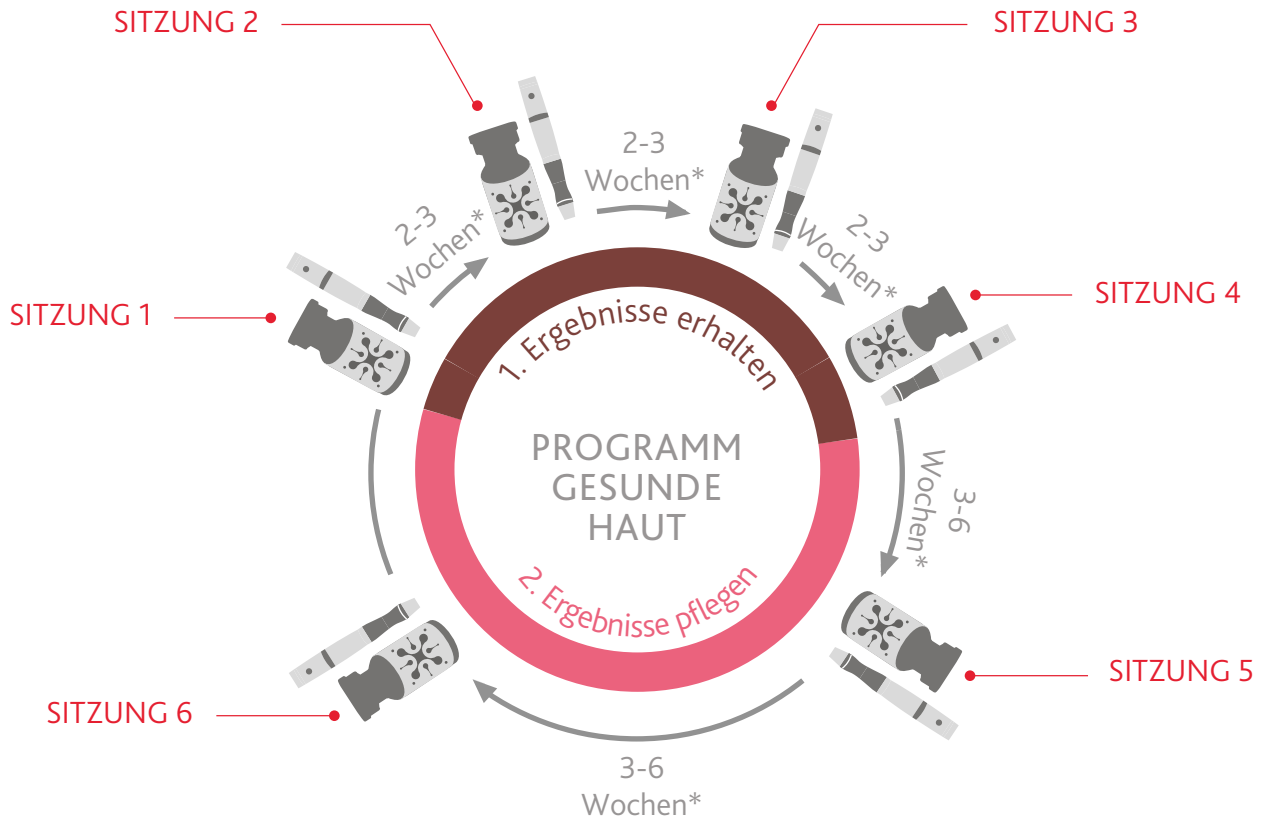 SITZUNG 2
SITZUNG 3
2-3
Wochen*
2-3
Wochen*
2-3
Wochen*
SITZUNG 1
SITZUNG 4
1. Ergebnisse erhalten
PROGRAMM
GESUNDE
HAUT
3-6
Wochen*
2. Ergebnisse pflegen
SITZUNG 5
SITZUNG 6
3-6
Wochen*